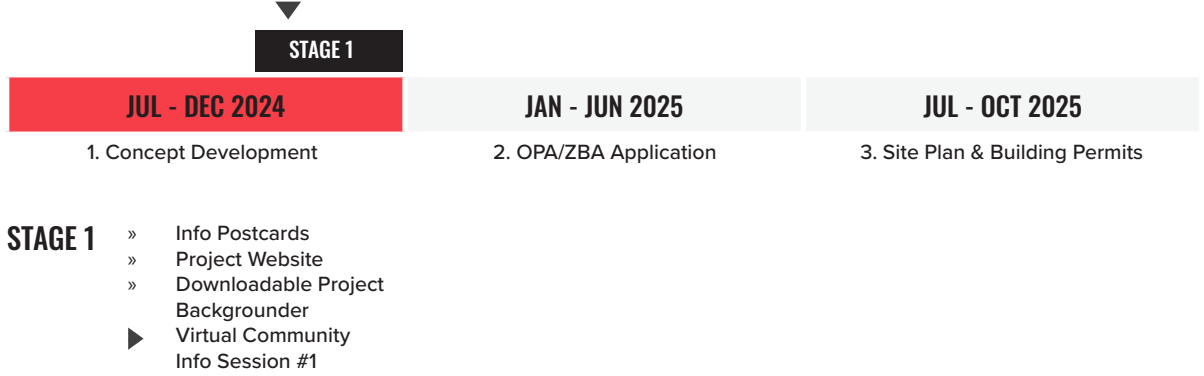 STAGE 1
JUL - DEC 2024
JAN - JUN 2025
JUL - OCT 2025
1. Concept Development
2. OPA/ZBA Application
3. Site Plan & Building Permits
STAGE 1
» Info Postcards
» Project Website
» Downloadable Project
Backgrounder
Virtual Community
Info Session #1